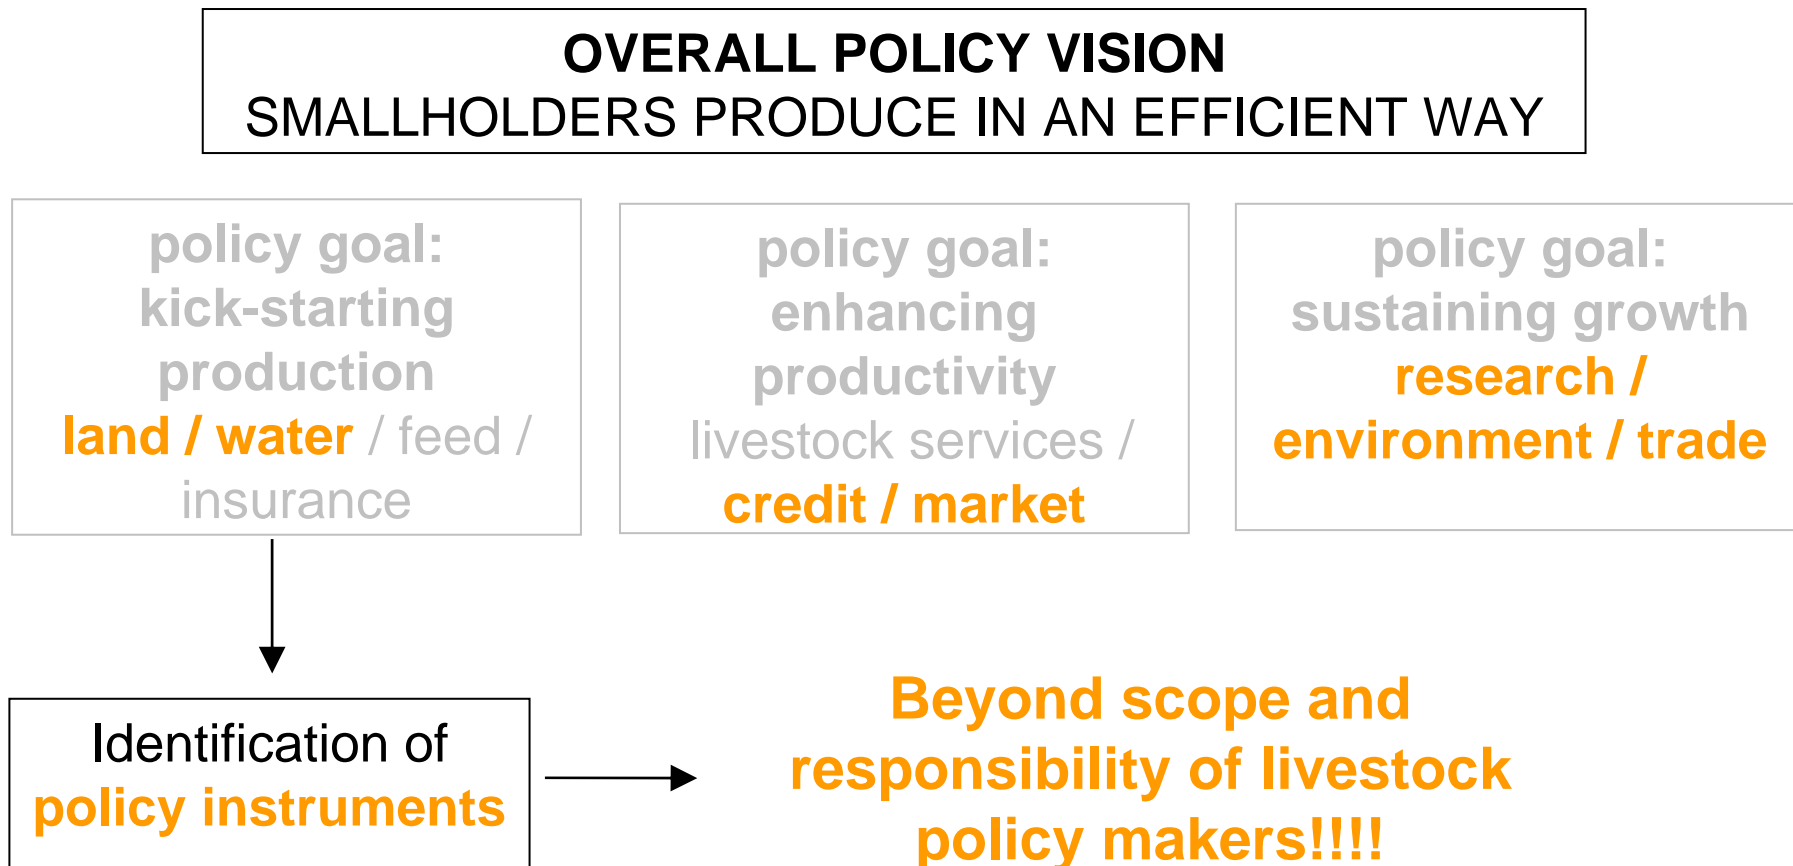 OVERALL POLICY VISION
SMALLHOLDERS PRODUCE IN AN EFFICIENT WAY
policy goal:
kick-starting
production
land / water / feed /
insurance
policy goal:
enhancing
productivity
livestock services /
credit / market
policy goal:
sustaining growth
research /
environment / trade
Identification of
policy instruments
Beyond scope and
responsibility of livestock
policy makers!!!!